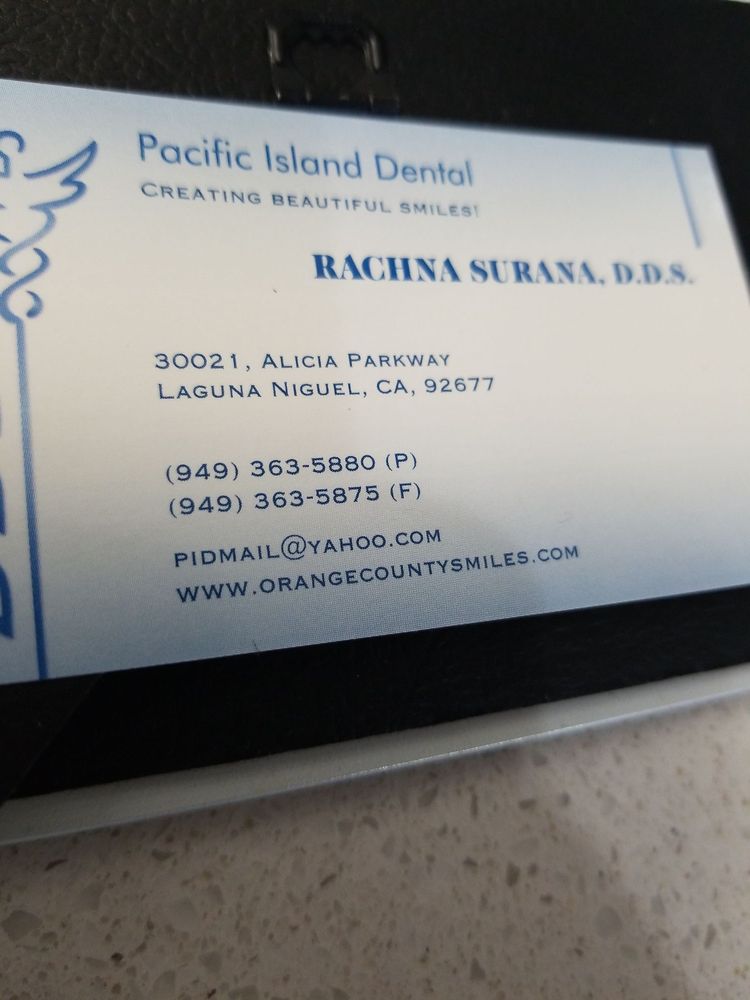 Pacific Island Dental
CREATING BEAUTIFUL SMILES!
RACHNA SURANA, D.D.S.
30021, ALICIA PARKWAY
LAGUNA NIGUEL, CA, 92677
(949) 363-5880 (P)
(949) 363-5875 (F)
PIDMAIL@YAHOO.COM
WWW.ORANGECOUNTYSMILES.COM